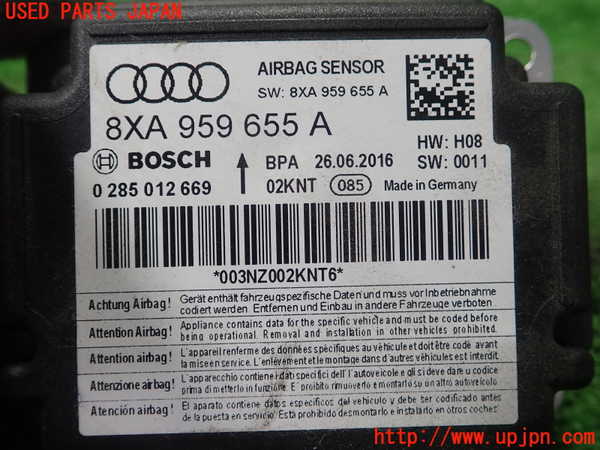 USED PARTS JAPAN
AIRBAG SENSOR
SW: 8XA 959 655 A
8XA 959 655 A
HW: H08
BOSCH
BPA 26.06.2016
SW: 0011
0 285 012 669
02KNT 085 Made in Germany
*003NZ002KNT6*
Achtung Airbag! Gerät enthält fahrzeugspezifische Daten und muss vor Inbetriebnahme
codiert werden. Entfernen und Einbau in andere Fahrzeuge verboten.
Attention Airbag! Appliance contains data for the specific vehicle and must be coded before
being operational. Removal and installation in other vehicles prohibited.
Attention Airbag! L'appareil renferme des données spécifiques au véhicule et doit être codé avant
la mise en service. L'enlèvement et le montage dans d'autres véhicules est interdit.
Attenzione airbag! L'apparecchio contiene i dati specifici dell'autoveicolo e gli si deve dare u codice
prima di metterlo in funzione. E' proibito rimuoverlo e montarlo su un altro autoveicolo.
Atención airbag! El aparato contiene datos específicos del vehículo y debe ser codificado antes
de la puesta en servicio. Está prohibido desmontarlo e instalarlo en otros coches.
http://www.upjpn.com/